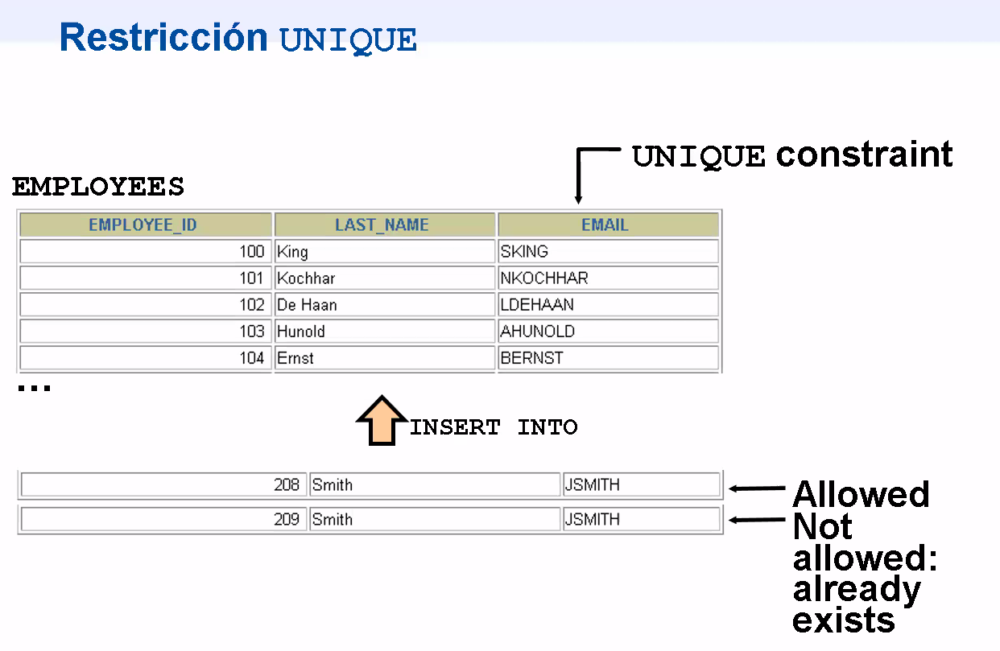 Restricción UNIQUE
UNIQUE constraint
EMPLOYEES
EMPLOYEE_ID LAST_NAME EMAIL
100 King SKING
101 Kochhar NKOCHHAR
102 De Haan LDEHAAN
103 Hunold AHUNOLD
104 Ernst BERNST
...
INSERT INTO
208 Smith JSMITH
209 Smith JSMITH
Allowed
Not
allowed:
already
exists